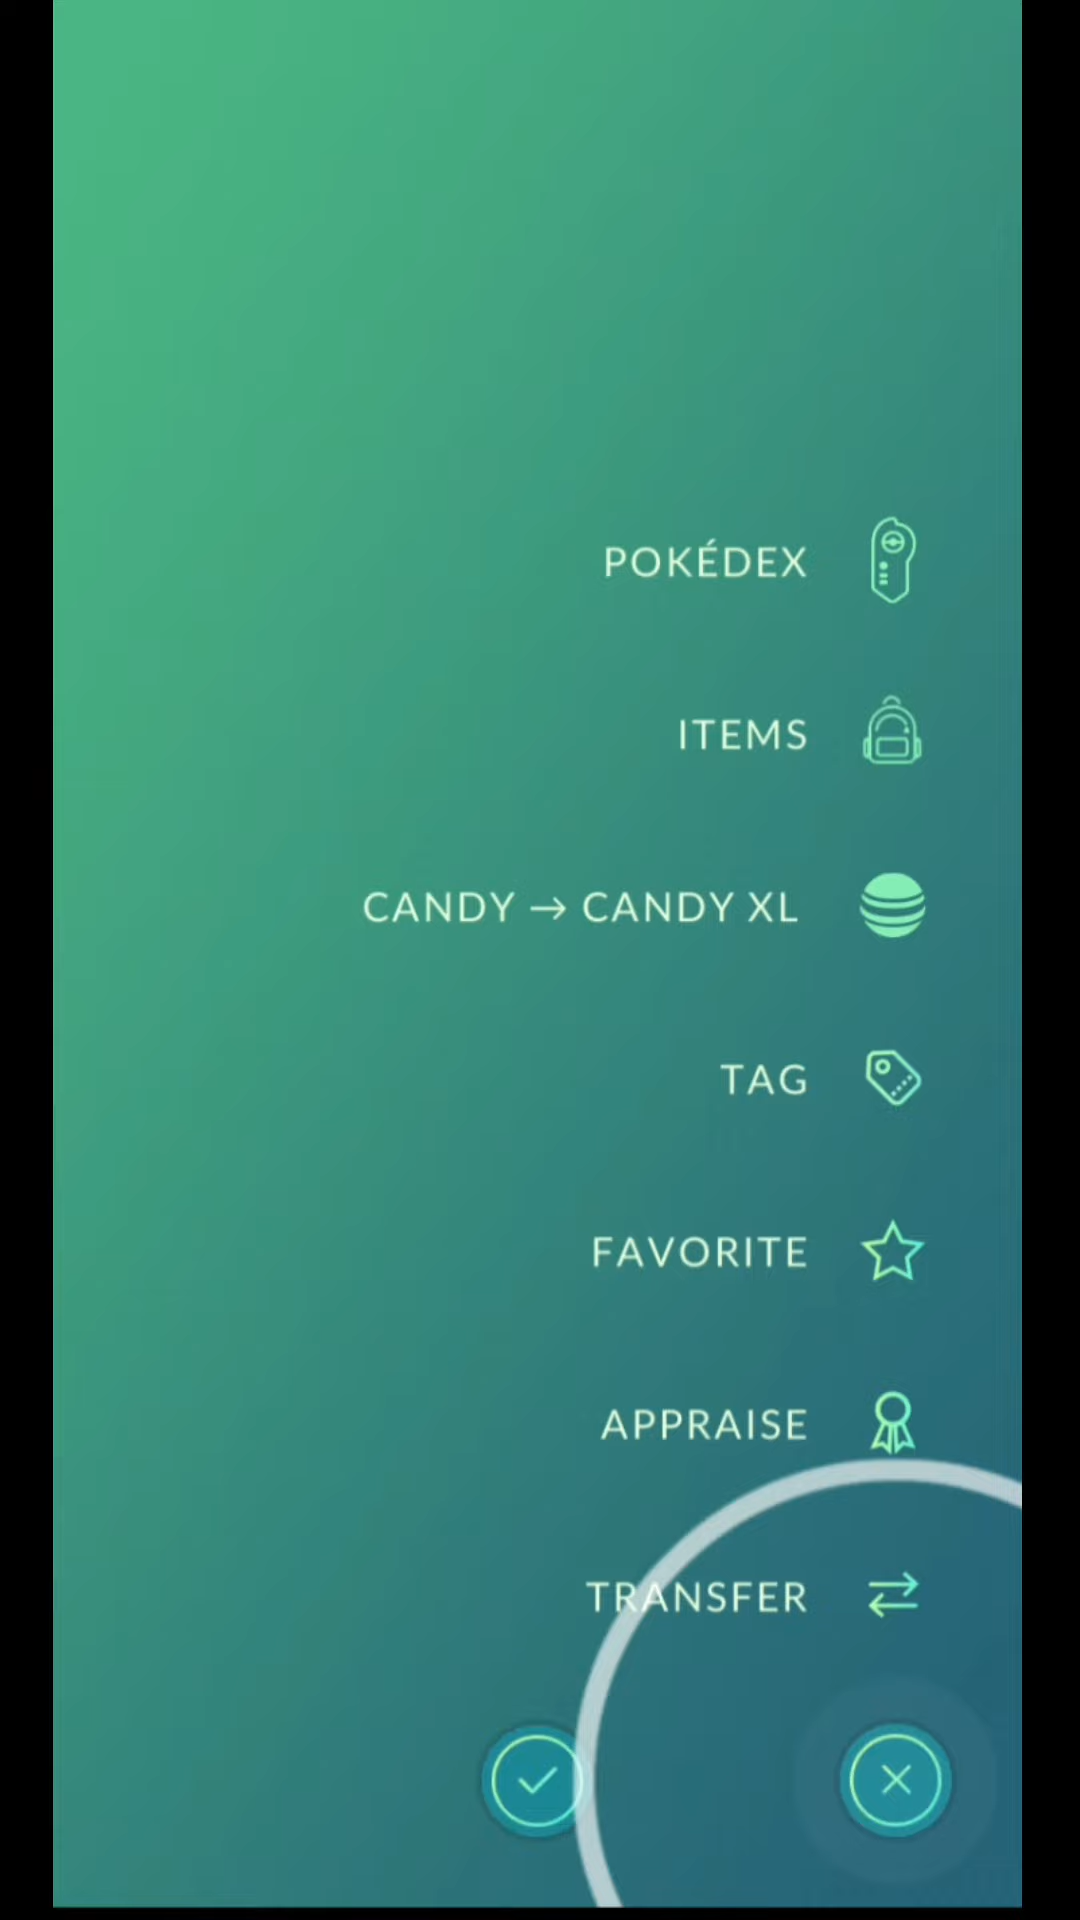 POKÉDEX
ITEMS
CANDY → CANDY XL
TAG
FAVORITE
APPRAISE
TRANSFER